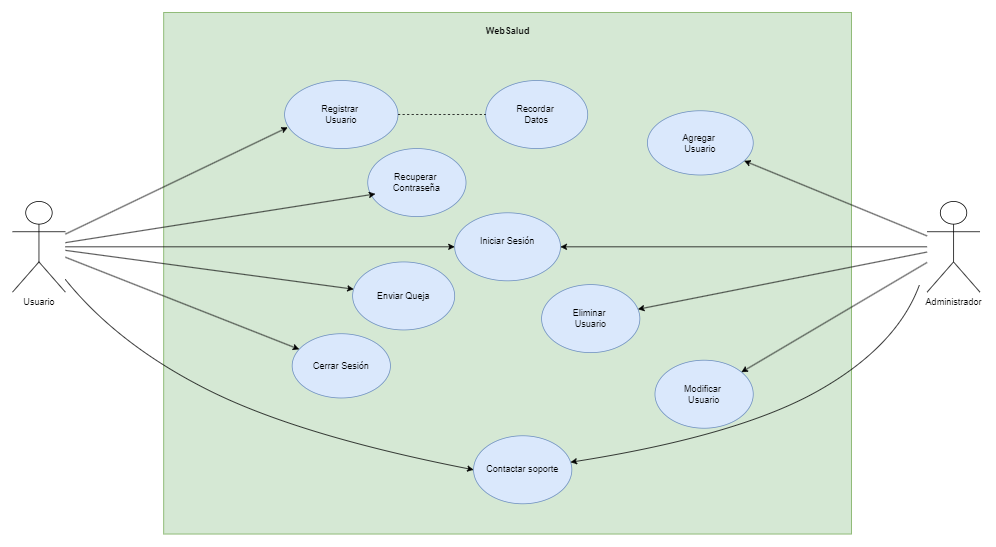 WebSalud
Registrar
Usuario
Recordar
Datos
Agregar
Usuario
Recuperar
Contraseña
Iniciar Sesión
Enviar Queja
Usuario
Administrador
Eliminar
Usuario
Cerrar Sesión
Modificar
Usuario
Contactar soporte